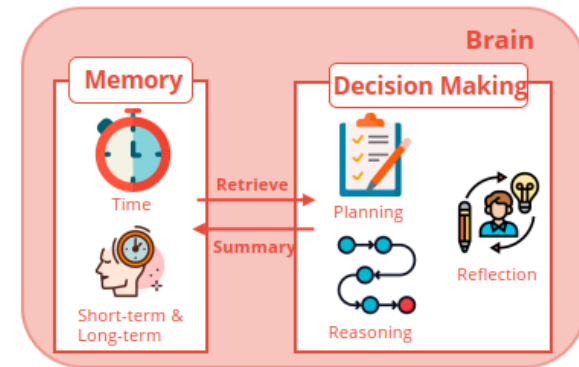 Brain
Memory
Time
Short-term &
Long-term
Retrieve
Summary
Decision Making
Planning
Reasoning
Reflection